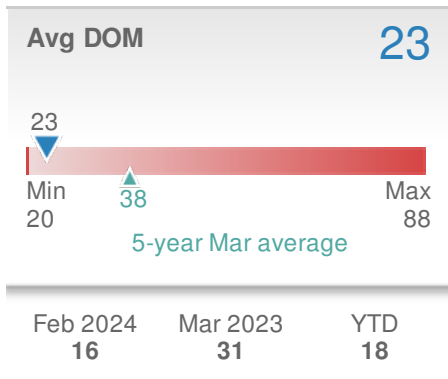 Avg DOM 23
23
Min Max
38
20 88
5-year Mar average
Feb 2024 Mar 2023 YTD
16 31 18